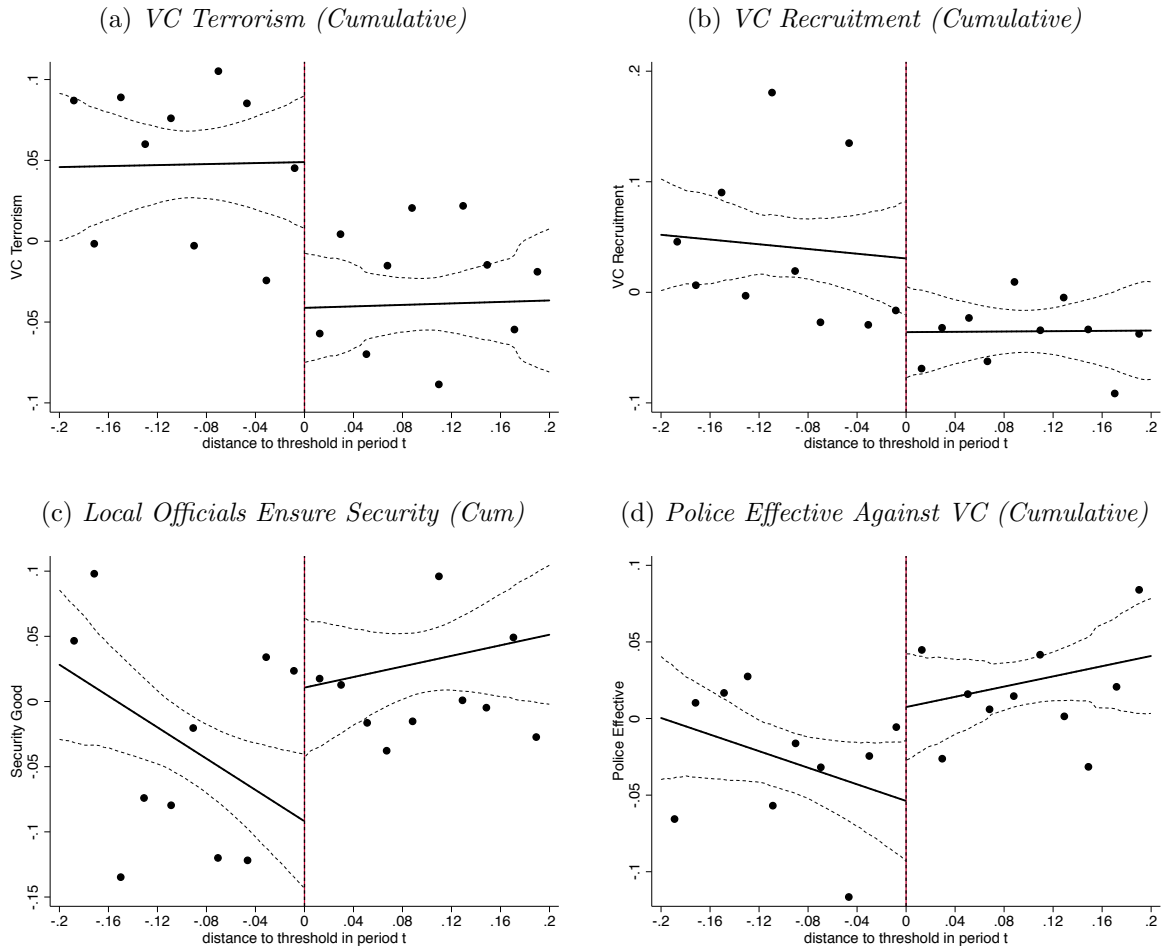 (a) VC Terrorism (Cumulative)
VC Terrorism
.1
.05
0
-.05
-.1
-.2 -.16 -.12 -.08 -.04 0 .04 .08 .12 .16 .2
distance to threshold in period t
(b) VC Recruitment (Cumulative)
VC Recruitment
.2
.1
0
-.1
-.2 -.16 -.12 -.08 -.04 0 .04 .08 .12 .16 .2
distance to threshold in period t
(c) Local Officials Ensure Security (Cum)
Security Good
.1
.05
0
-.05
-.1
-.15
-.2 -.16 -.12 -.08 -.04 0 .04 .08 .12 .16 .2
distance to threshold in period t
(d) Police Effective Against VC (Cumulative)
Police Effective
.1
.05
0
-.05
-.1
-.2 -.16 -.12 -.08 -.04 0 .04 .08 .12 .16 .2
distance to threshold in period t